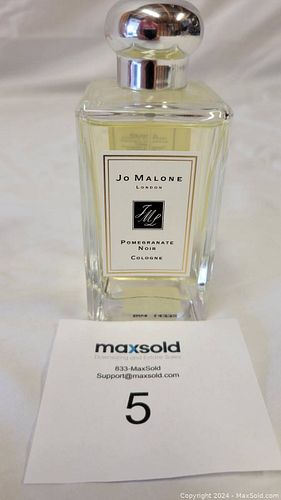 JO MALONE
LONDON
JML
POMEGRANATE
NOIR
COLOGNE
maxsold
Downsizing and Estate Sales
833-MaxSold
Support@maxsold.com
5
Copyright © 2024 - MaxSold